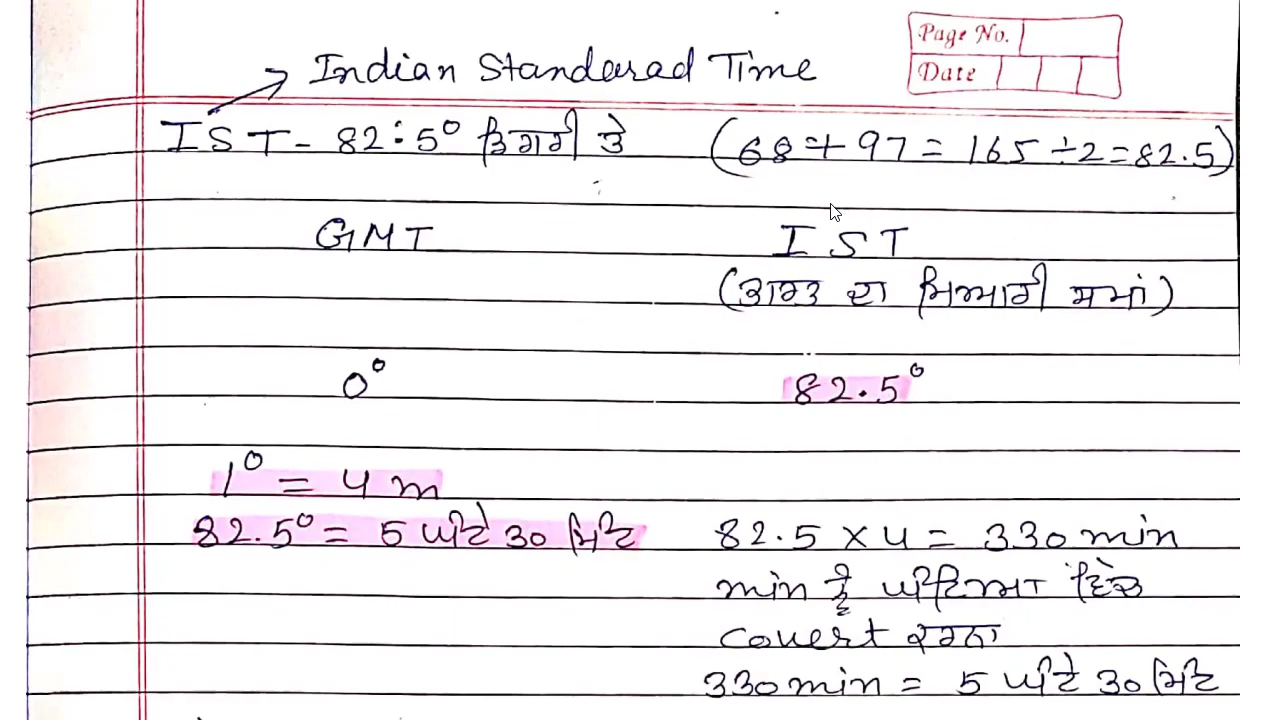 Page No.
Date
Indian Standarad Time
IST - 82.5° ਡਿਗਰੀ ਤੇ (68+97=165÷2=82.5)
GMT IST
(ਭਾਰਤ ਦਾ ਮਿਆਰੀ ਸਮਾਂ)
0° 82.5°
1° = 4 m
82.5° = 5 ਘੰਟੇ 30 ਮਿੰਟ 82.5 × 4 = 330 min
min ਨੂੰ ਘੰਟਿਆਂ ਵਿੱਚ
covert ਕਰਨਾ
330 min = 5 ਘੰਟੇ 30 ਮਿੰਟ